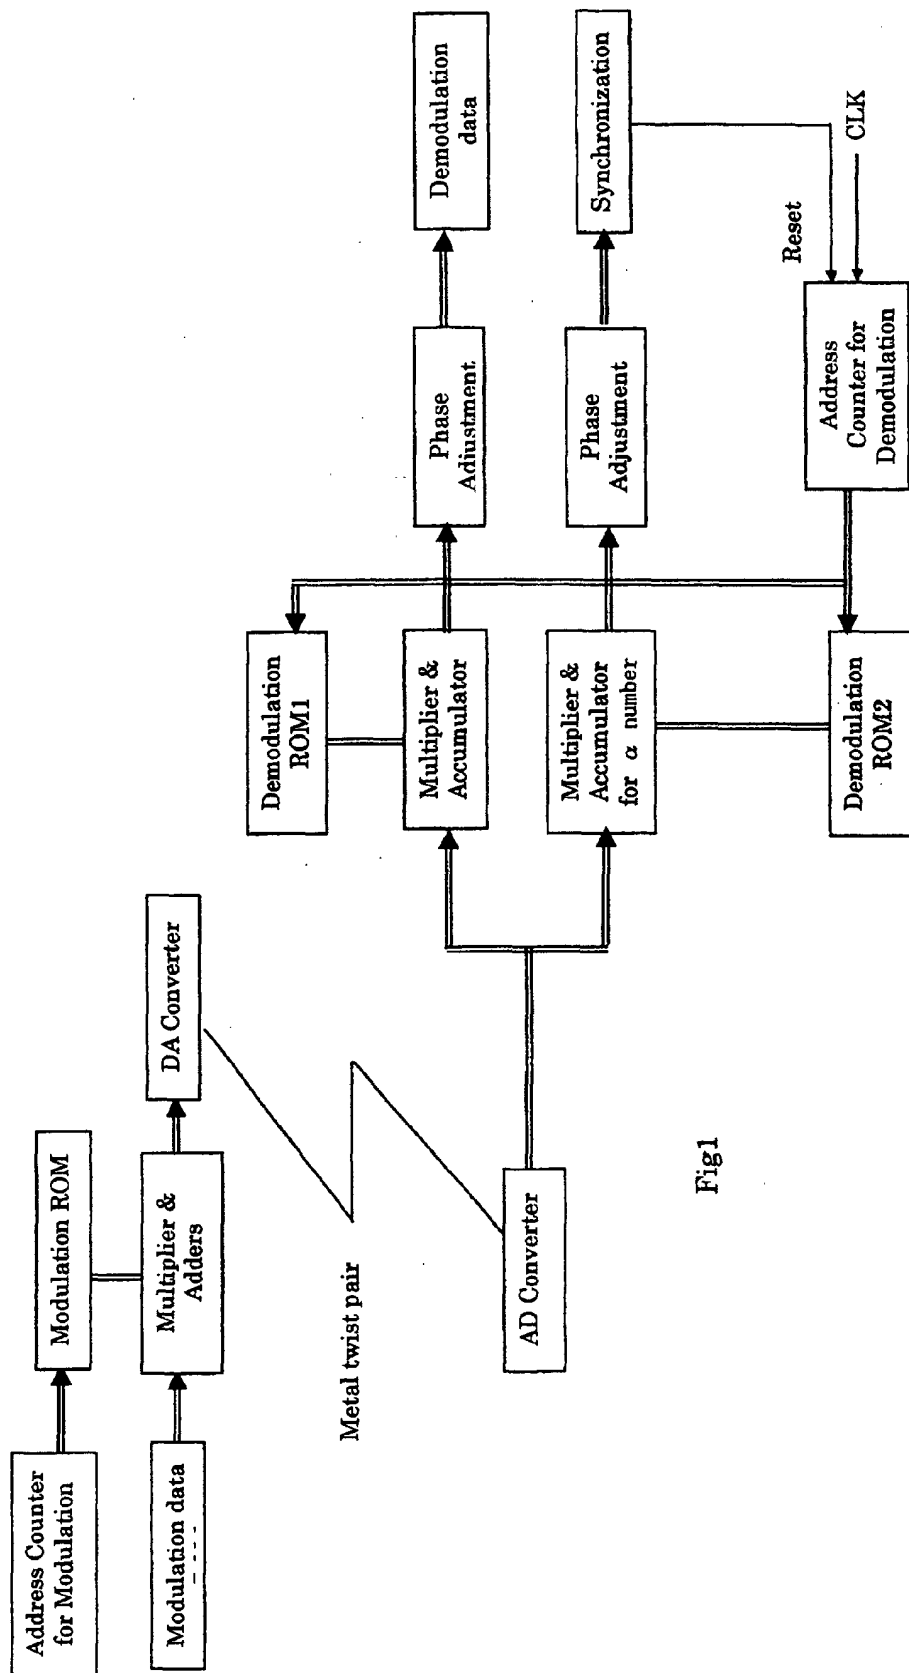 Address Counter
for Modulation
Modulation ROM
Modulation data
Multiplier &
Adders
DA Converter
Metal twist pair
AD Converter
Demodulation
ROM1
Multiplier &
Accumulator
Phase
Adiustment
Demodulation
data
Multiplier &
Accumulator
for α number
Phase
Adjustment
Synchronization
Demodulation
ROM2
Address
Counter for
Demodulation
Reset
CLK
Fig1